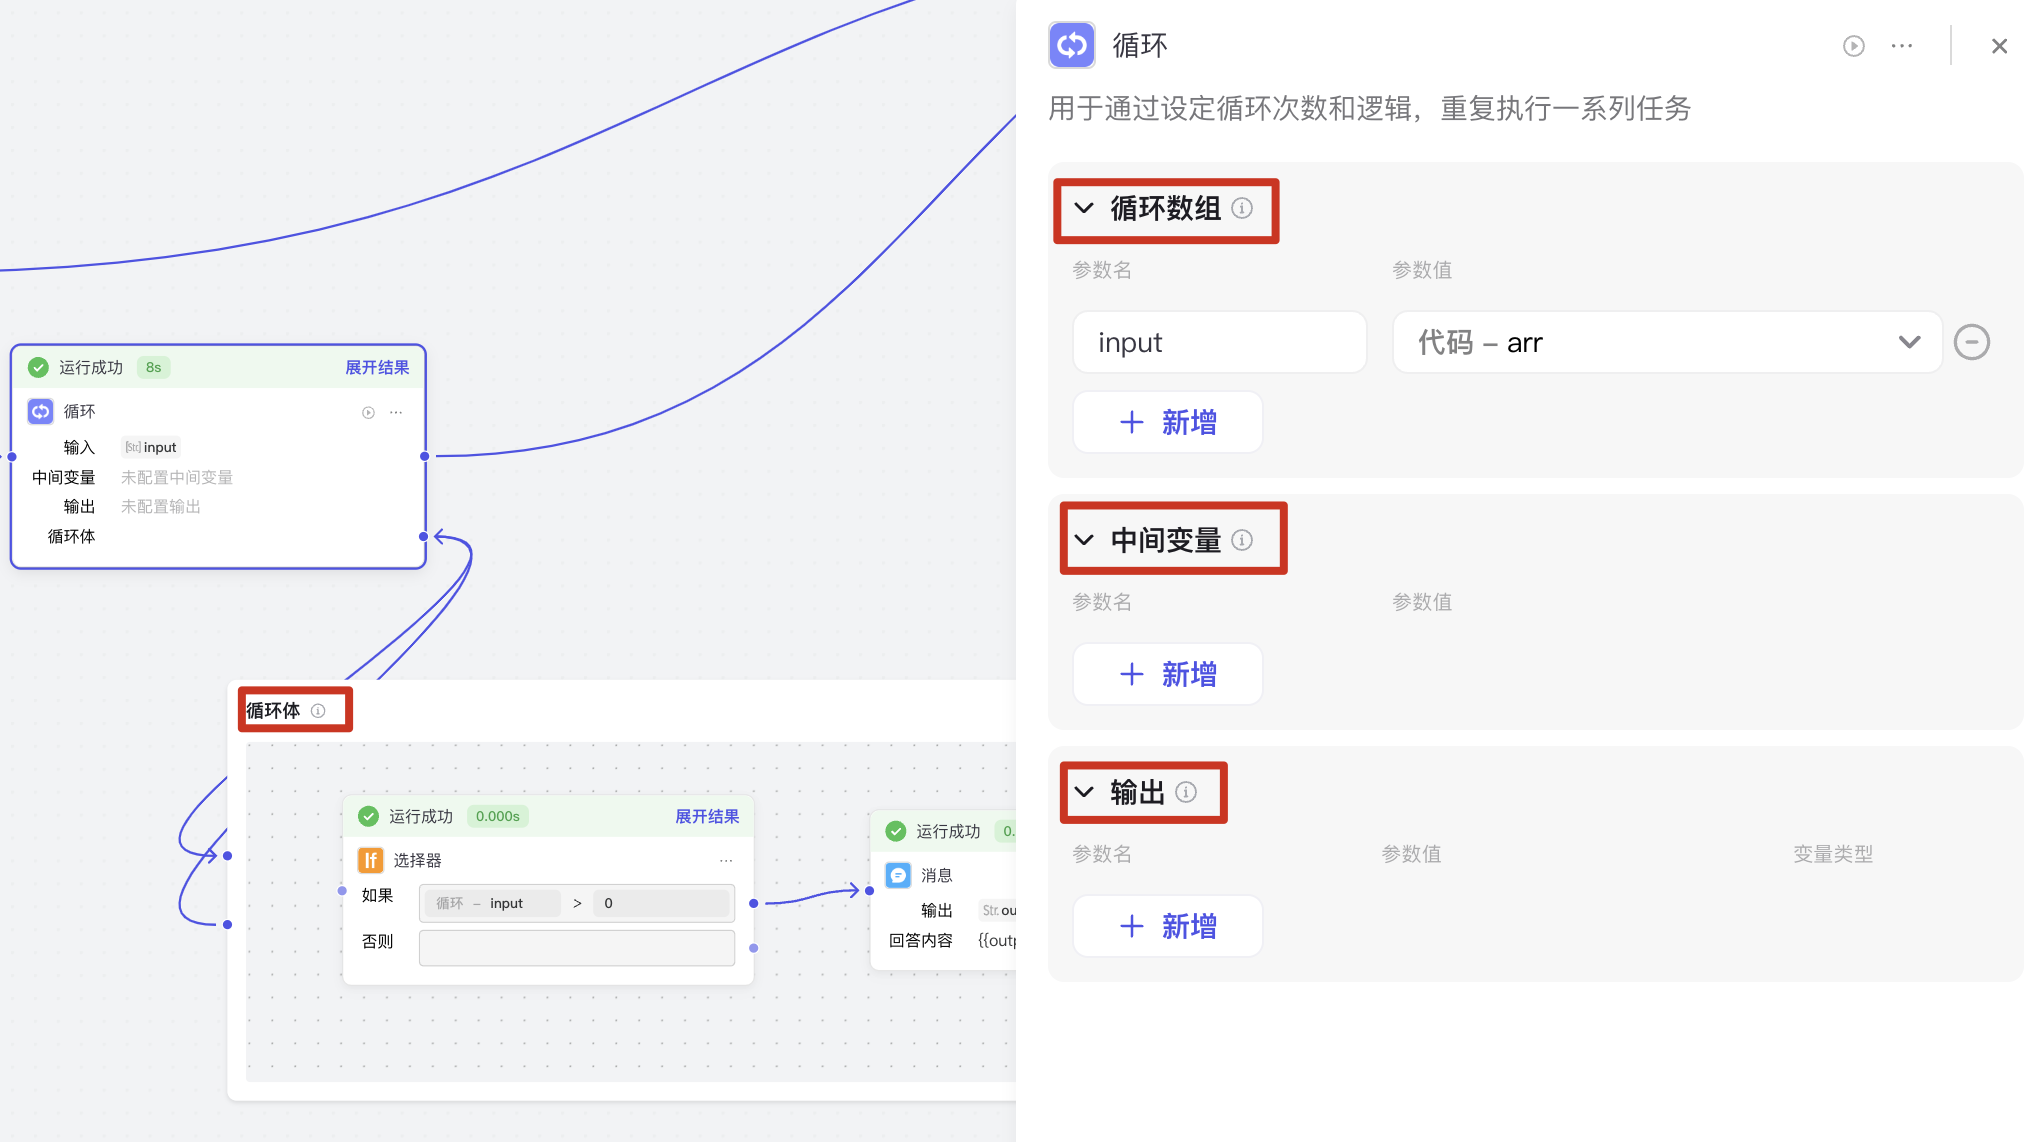 运行成功 8s 展开结果
循环
输入 [Str] input
中间变量 未配置中间变量
输出 未配置输出
循环体
循环体
运行成功 0.000s 展开结果
If 选择器
如果 循环 – input > 0
否则
运行成功 0.
消息
输出 Str. ou
回答内容 {{outp
循环
用于通过设定循环次数和逻辑，重复执行一系列任务
循环数组
参数名 参数值
input 代码 – arr
+ 新增
中间变量
参数名 参数值
+ 新增
输出
参数名 参数值 变量类型
+ 新增